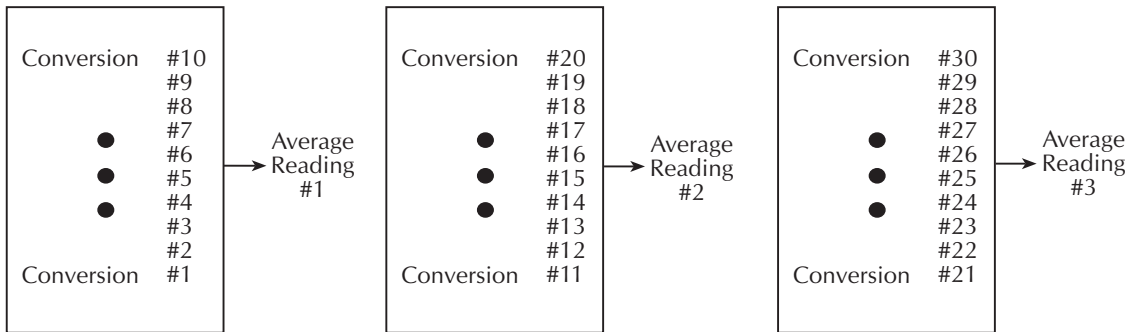 Conversion #10
#9
#8
#7
#6
#5
#4
#3
#2
Conversion #1
Average
Reading
#1
Conversion #20
#19
#18
#17
#16
#15
#14
#13
#12
Conversion #11
Average
Reading
#2
Conversion #30
#29
#28
#27
#26
#25
#24
#23
#22
Conversion #21
Average
Reading
#3